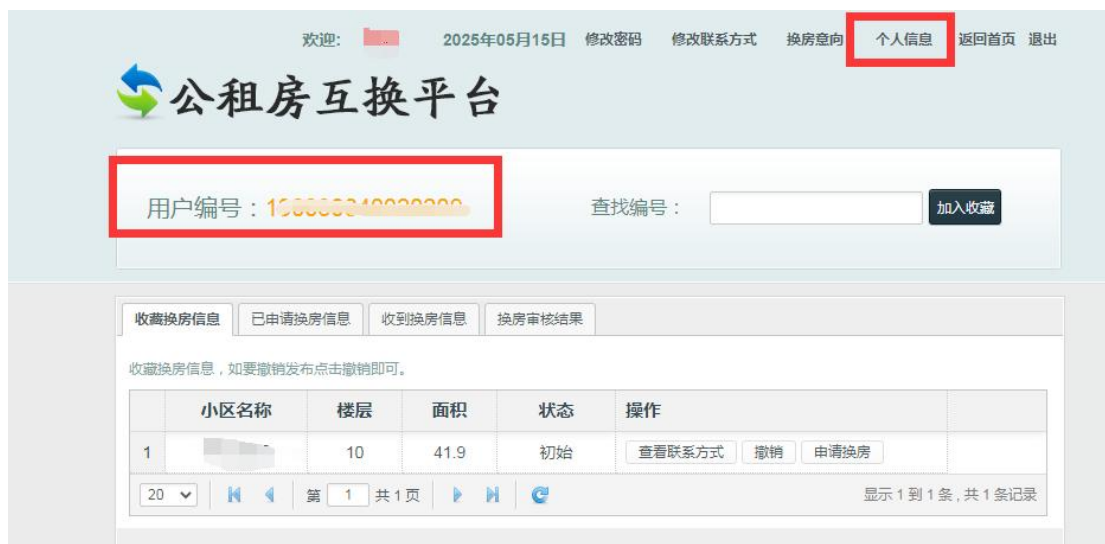 欢迎: 2025年05月15日 修改密码 修改联系方式 换房意向 个人信息 返回首页 退出
公租房互换平台
用户编号： 查找编号： 加入收藏
收藏换房信息 已申请换房信息 收到换房信息 换房审核结果
收藏换房信息，如要撤销发布点击撤销即可。
小区名称 楼层 面积 状态 操作
1 10 41.9 初始 查看联系方式 撤销 申请换房
20 第 1 共1页 显示1到1条,共1条记录